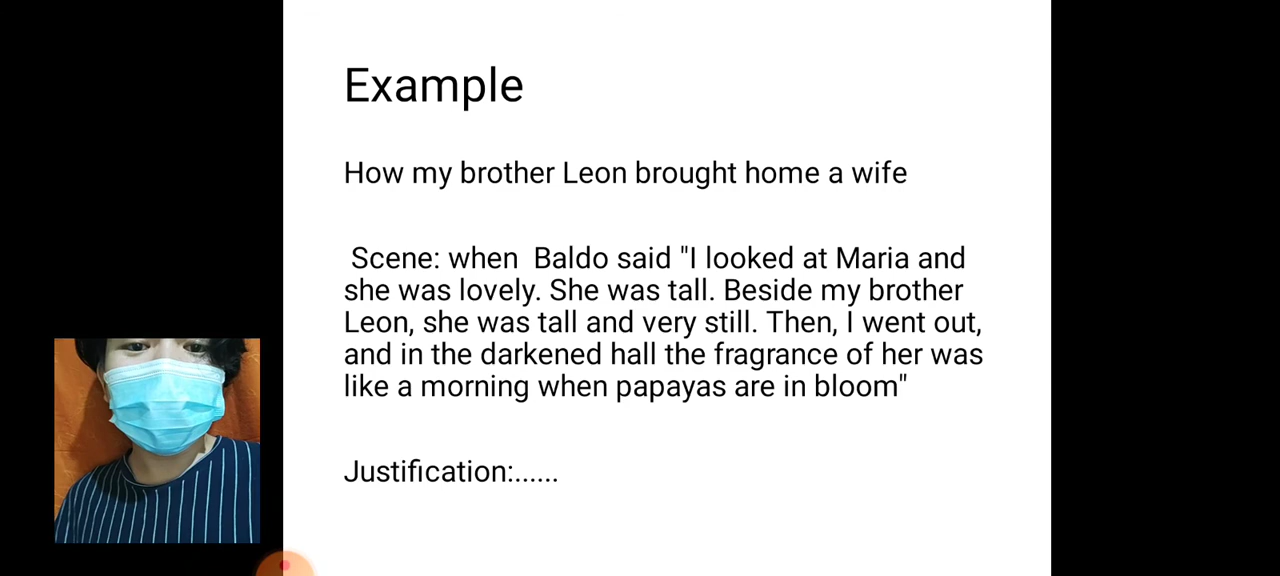 Example
How my brother Leon brought home a wife
Scene: when Baldo said "I looked at Maria and
she was lovely. She was tall. Beside my brother
Leon, she was tall and very still. Then, I went out,
and in the darkened hall the fragrance of her was
like a morning when papayas are in bloom"
Justification:......